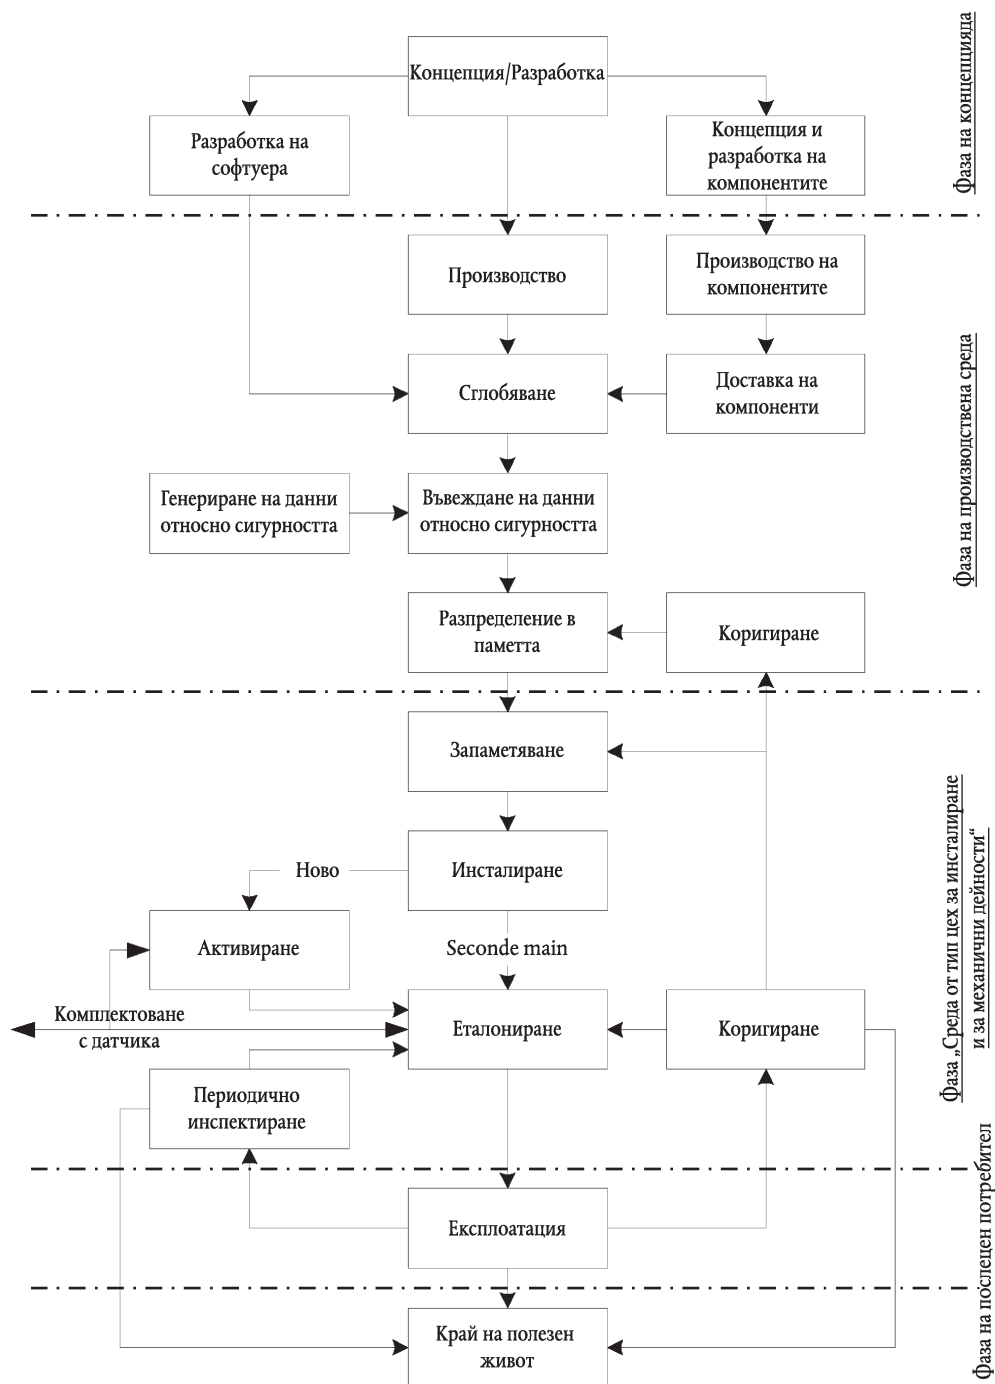 Концепция/Разработка
Разработка на
софтуера
Концепция и
разработка на
компонентите
Фаза на концепцияда
Производство
Производство на
компонентите
Сглобяване
Доставка на
компоненти
Генериране на данни
относно сигурността
Въвеждане на данни
относно сигурността
Разпределение в
паметта
Коригиране
Фаза на производствена среда
Запаметяване
Инсталиране
Ново
Активиране
Seconde main
Комплектоване
с датчика
Еталониране
Коригиране
Периодично
инспектиране
Фаза „Среда от тип цех за инсталиране
и за механични дейности“
Експлоатация
Край на полезен
живот
Фаза на послецен потребител